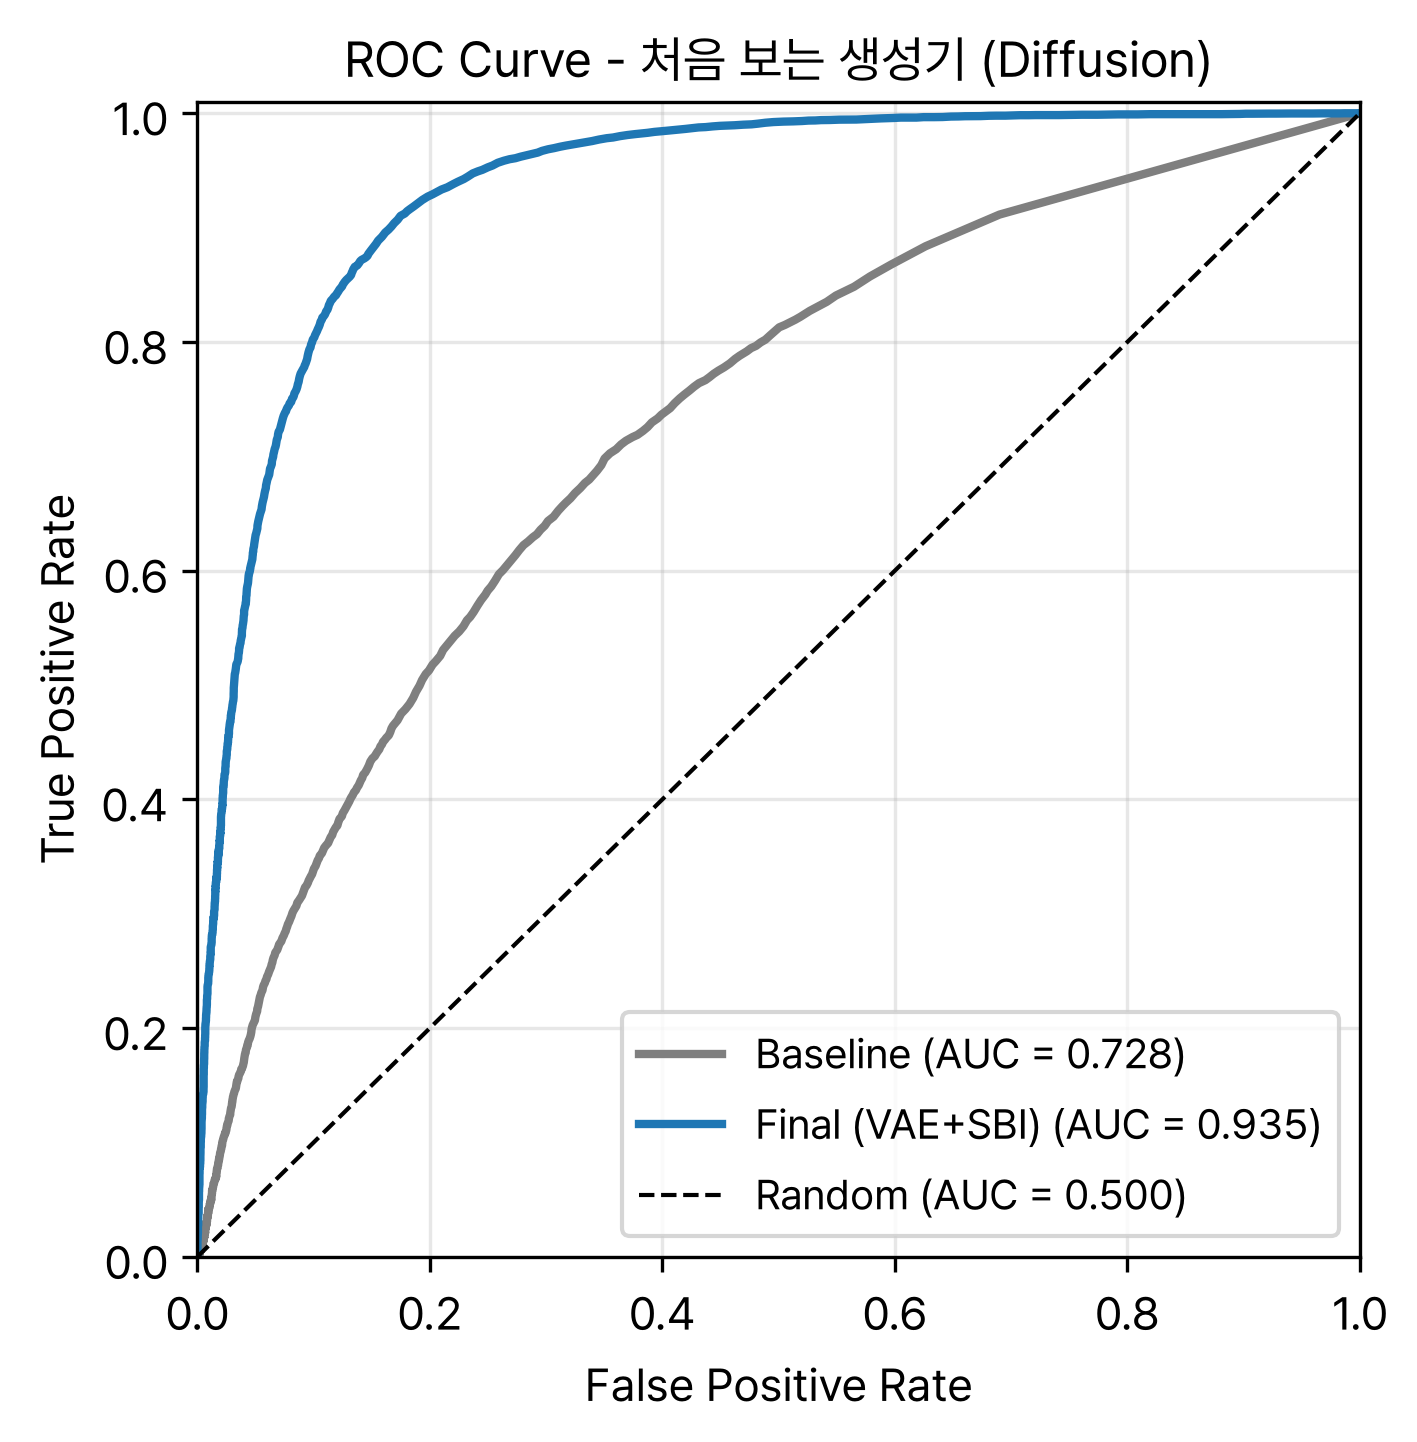 ROC Curve - 처음 보는 생성기 (Diffusion)
1.0
0.8
0.6
0.4
0.2
0.0
True Positive Rate
Baseline (AUC = 0.728)
Final (VAE+SBI) (AUC = 0.935)
Random (AUC = 0.500)
0.0 0.2 0.4 0.6 0.8 1.0
False Positive Rate